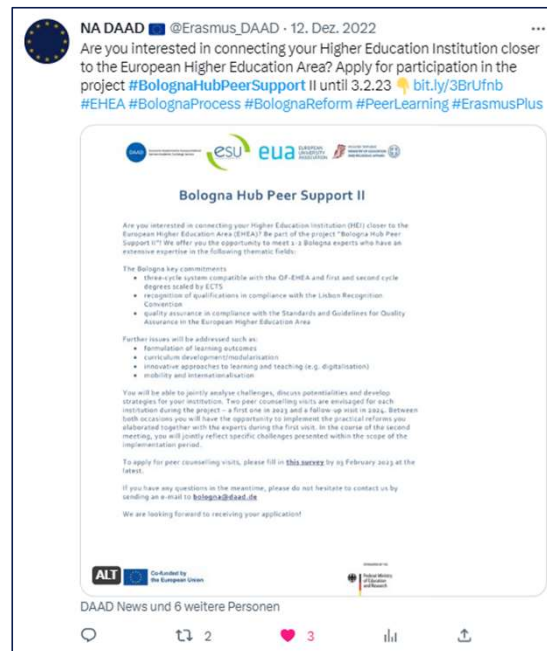 NA DAAD @Erasmus_DAAD · 12. Dez. 2022
Are you interested in connecting your Higher Education Institution closer
to the European Higher Education Area? Apply for participation in the
project #BolognaHubPeerSupport II until 3.2.23 👇 bit.ly/3BrUfnb
#EHEA #BolognaProcess #BolognaReform #PeerLearning #ErasmusPlus
DAAD
esu
eua EUROPEAN
UNIVERSITY
ASSOCIATION
Bologna Hub Peer Support II
Are you interested in connecting your Higher Education Institution (HEI) closer to the
European Higher Education Area (EHEA)? Be part of the project "Bologna Hub Peer
Support II"! We offer you the opportunity to meet 1-2 Bologna experts who have an
extensive expertise in the following thematic fields:
The Bologna key commitments
• three-cycle system compatible with the QF-EHEA and first and second cycle
degrees scaled by ECTS
• recognition of qualifications in compliance with the Lisbon Recognition
Convention
• quality assurance in compliance with the Standards and Guidelines for Quality
Assurance in the European Higher Education Area
Further issues will be addressed such as:
• formulation of learning outcomes
• curriculum development/modularisation
• innovative approaches to learning and teaching (e.g. digitalisation)
• mobility and internationalisation
You will be able to jointly analyse challenges, discuss potentialities and develop
strategies for your institution. Two peer counselling visits are envisaged for each
institution during the project – a first one in 2023 and a follow-up visit in 2024. Between
both occasions you will have the opportunity to implement the practical reforms you
elaborated together with the experts during the first visit. In the course of the second
meeting, you will jointly reflect specific challenges presented within the scope of the
implementation period.
To apply for peer counselling visits, please fill in this survey by 03 February 2023 at the
latest.
If you have any questions in the meantime, please do not hesitate to contact us by
sending an e-mail to bologna@daad.de
We are looking forward to receiving your application!
ALT
Co-funded by
the European Union
Federal Ministry
of Education
and Research
DAAD News und 6 weitere Personen
2
3